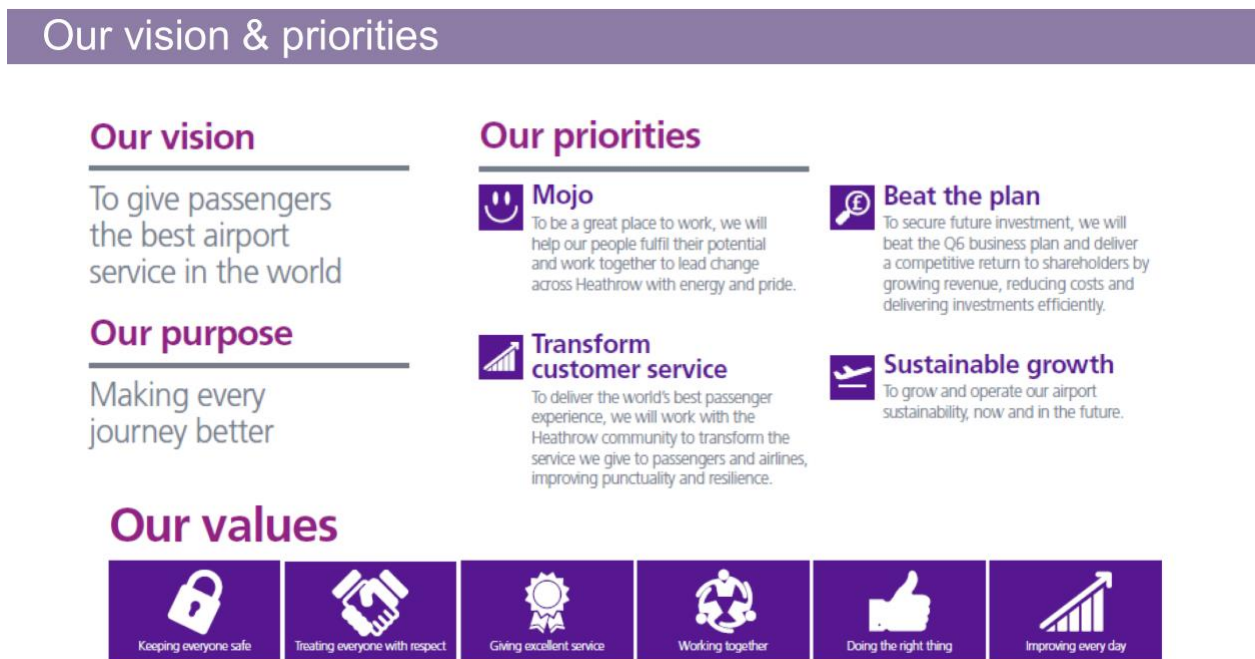 Our vision & priorities
Our vision
To give passengers
the best airport
service in the world
Our purpose
Making every
journey better
Our priorities
Mojo
To be a great place to work, we will
help our people fulfil their potential
and work together to lead change
across Heathrow with energy and pride.
Transform
customer service
To deliver the world's best passenger
experience, we will work with the
Heathrow community to transform the
service we give to passengers and airlines,
improving punctuality and resilience.
£
Beat the plan
To secure future investment, we will
beat the Q6 business plan and deliver
a competitive return to shareholders by
growing revenue, reducing costs and
delivering investments efficiently.
Sustainable growth
To grow and operate our airport
sustainability, now and in the future.
Our values
Keeping everyone safe
Treating everyone with respect
Giving excellent service
Working together
Doing the right thing
Improving every day